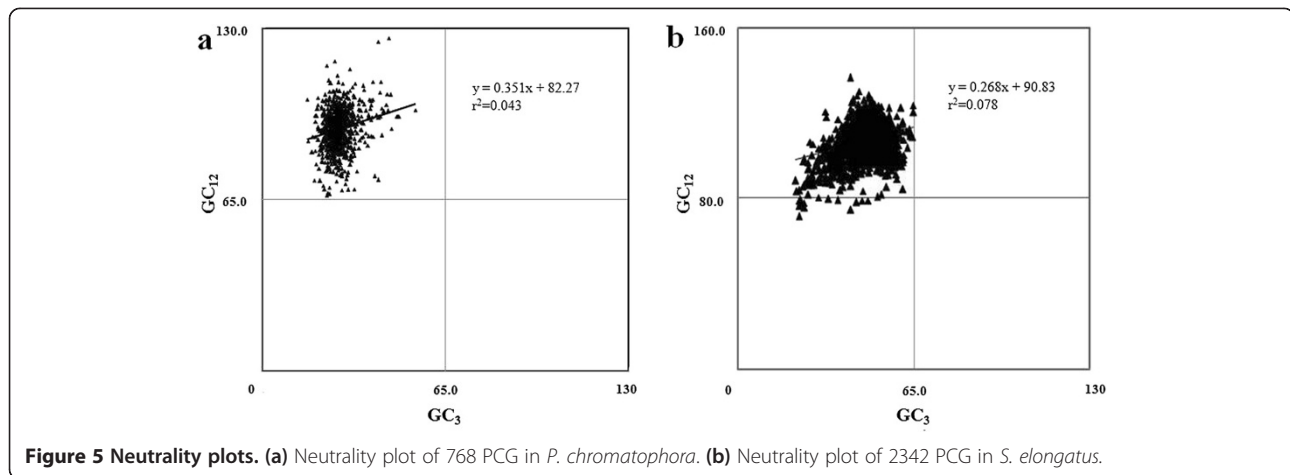 a
130.0
y = 0.351x + 82.27
r²=0.043
GC₁₂
65.0
0
65.0
130
GC₃
b
160.0
y = 0.268x + 90.83
r²=0.078
GC₁₂
80.0
0
65.0
130
GC₃
Figure 5 Neutrality plots. (a) Neutrality plot of 768 PCG in P. chromatophora. (b) Neutrality plot of 2342 PCG in S. elongatus.